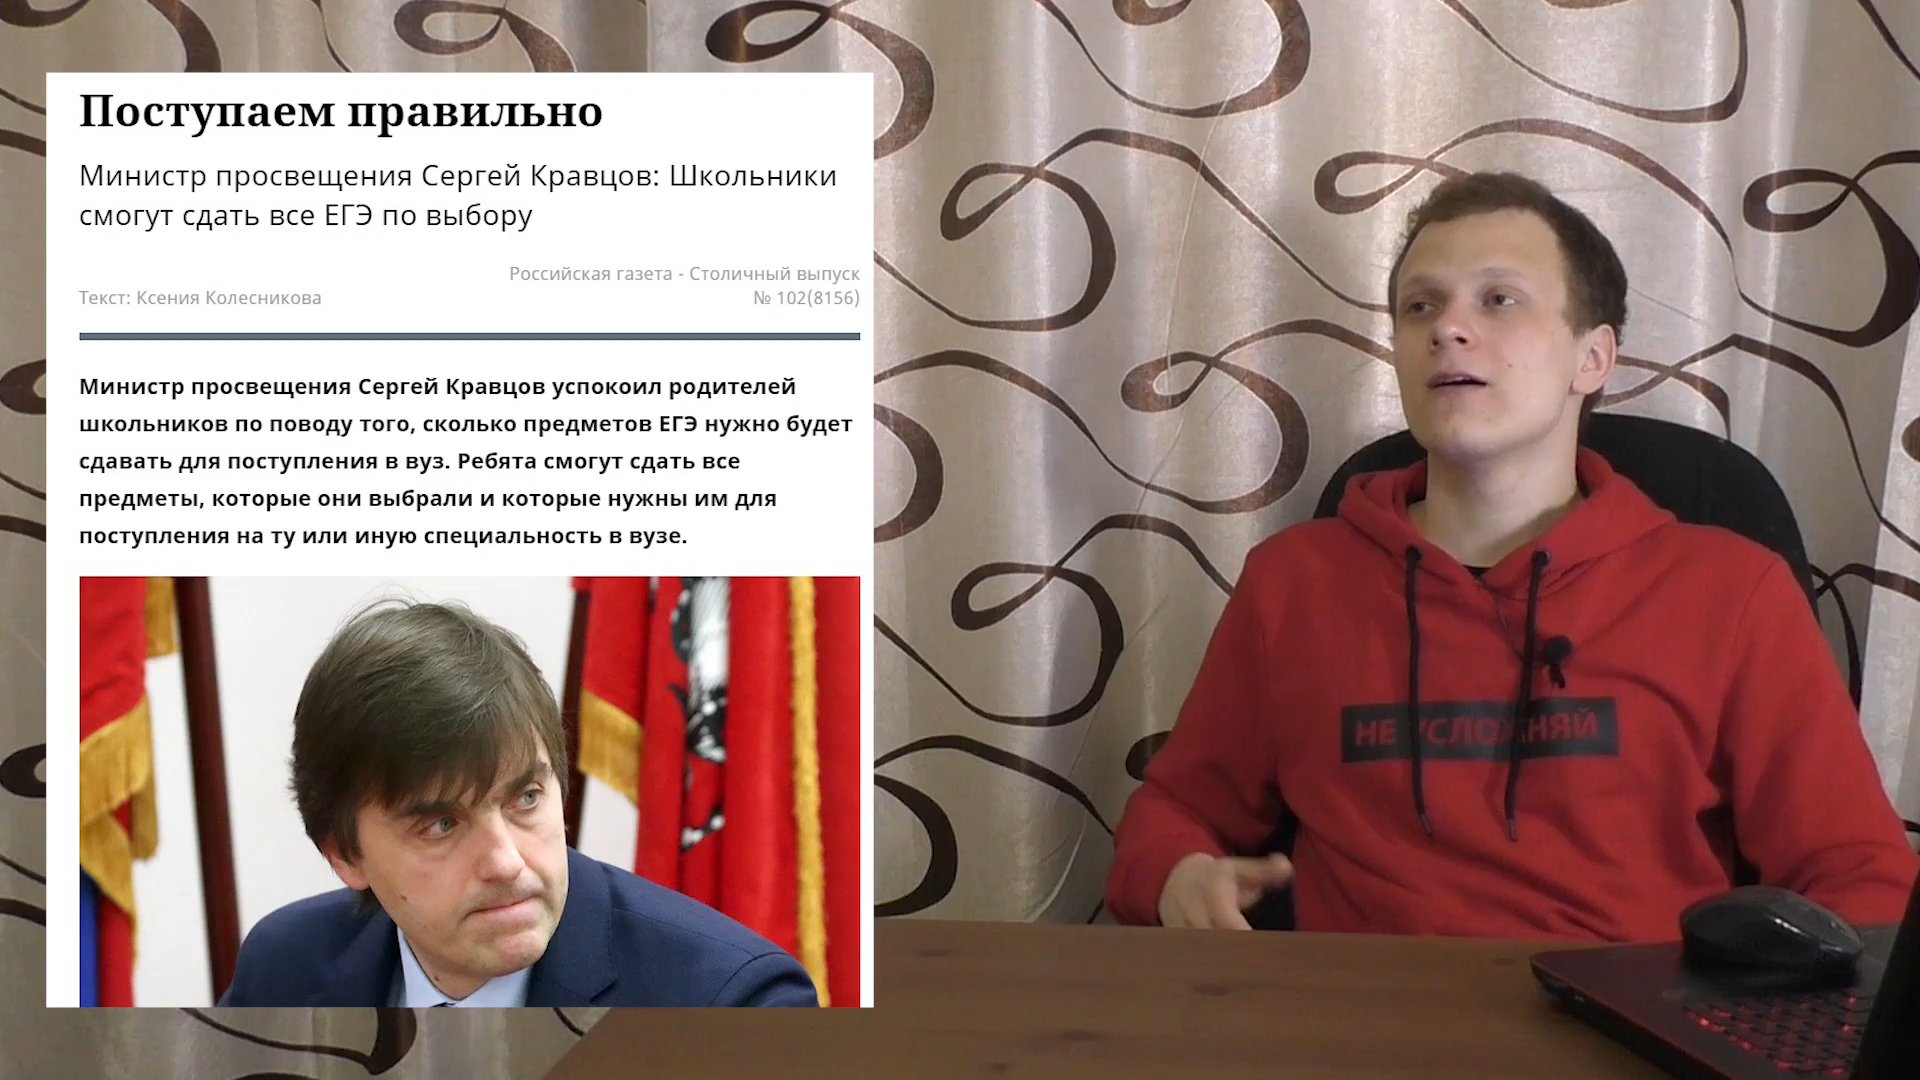 Поступаем правильно
Министр просвещения Сергей Кравцов: Школьники
смогут сдать все ЕГЭ по выбору
Российская газета - Столичный выпуск
Текст: Ксения Колесникова
№ 102(8156)
Министр просвещения Сергей Кравцов успокоил родителей
школьников по поводу того, сколько предметов ЕГЭ нужно будет
сдавать для поступления в вуз. Ребята смогут сдать все
предметы, которые они выбрали и которые нужны им для
поступления на ту или иную специальность в вузе.
НЕ УСЛОЖНЯЙ